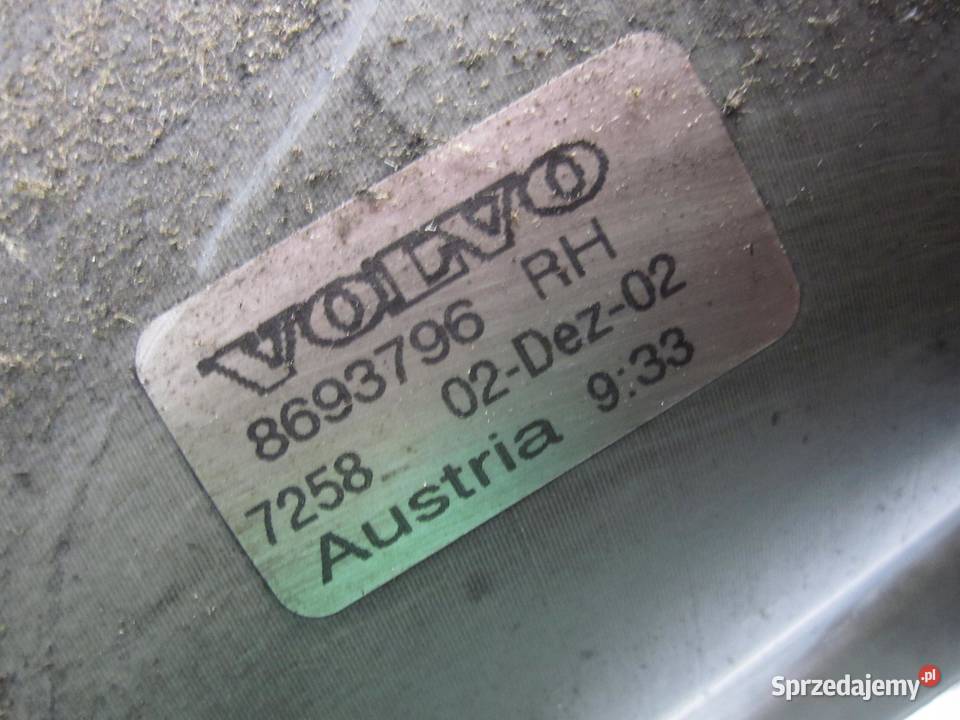 VOLVO
8693796 RH
7258 02-Dez-02
Austria 9:33
Sprzedajemy.pl